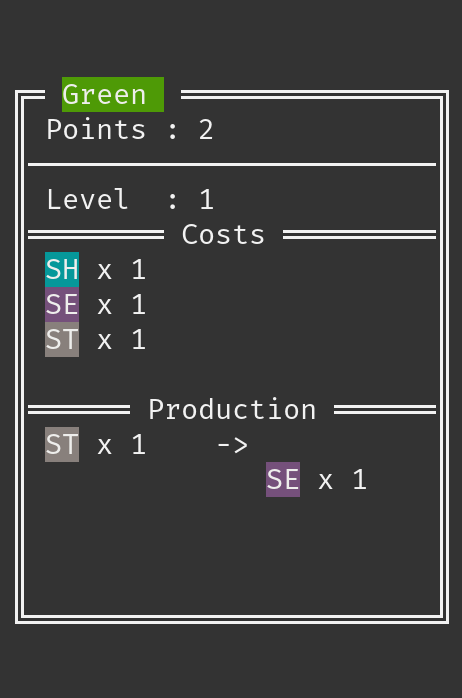 Green
Points : 2
Level  : 1
Costs
SH x 1
SE x 1
ST x 1
Production
ST x 1    ->
SE x 1